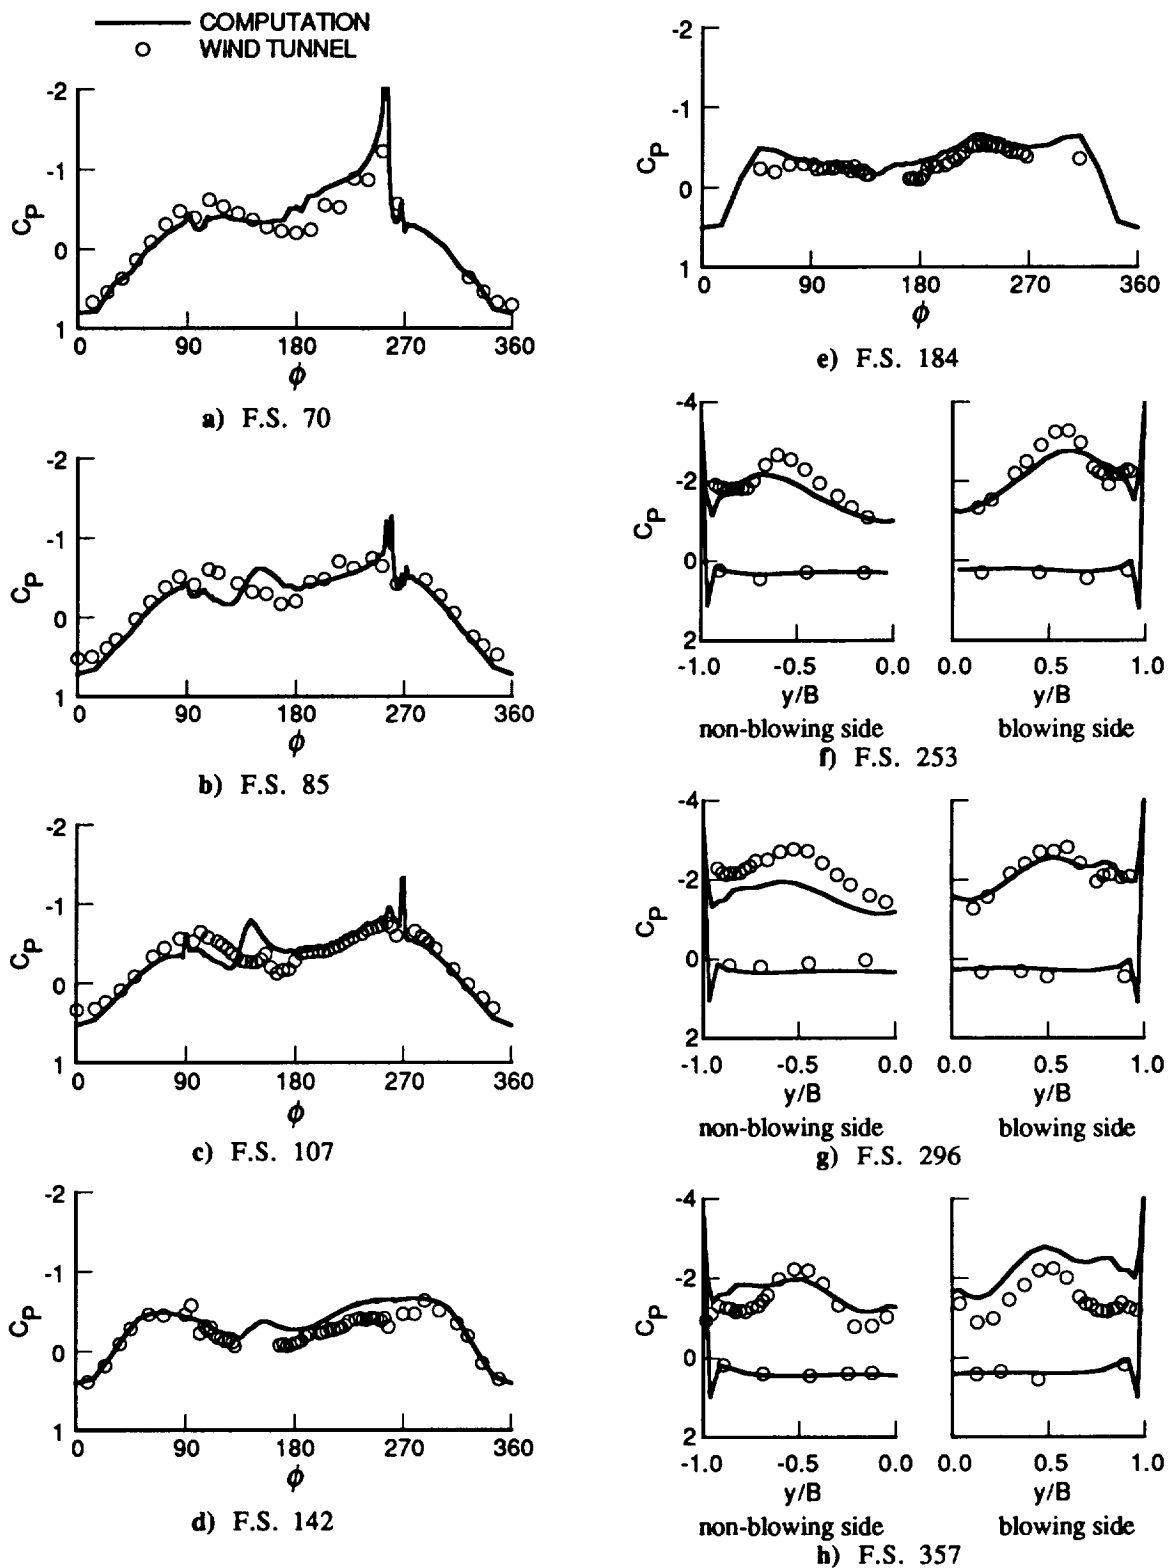 COMPUTATION
WIND TUNNEL
-2
-1
0
1
C_P
0 90 180 270 360
ϕ
a) F.S. 70
-2
-1
0
1
C_P
0 90 180 270 360
ϕ
b) F.S. 85
-2
-1
0
1
C_P
0 90 180 270 360
ϕ
c) F.S. 107
-2
-1
0
1
C_P
0 90 180 270 360
ϕ
d) F.S. 142
-2
-1
0
1
C_P
0 90 180 270 360
ϕ
e) F.S. 184
-4
-2
0
2
C_P
-1.0 -0.5 0.0 0.0 0.5 1.0
y/B y/B
non-blowing side blowing side
f) F.S. 253
-4
-2
0
2
C_P
-1.0 -0.5 0.0 0.0 0.5 1.0
y/B y/B
non-blowing side blowing side
g) F.S. 296
-4
-2
0
2
C_P
-1.0 -0.5 0.0 0.0 0.5 1.0
y/B y/B
non-blowing side blowing side
h) F.S. 357